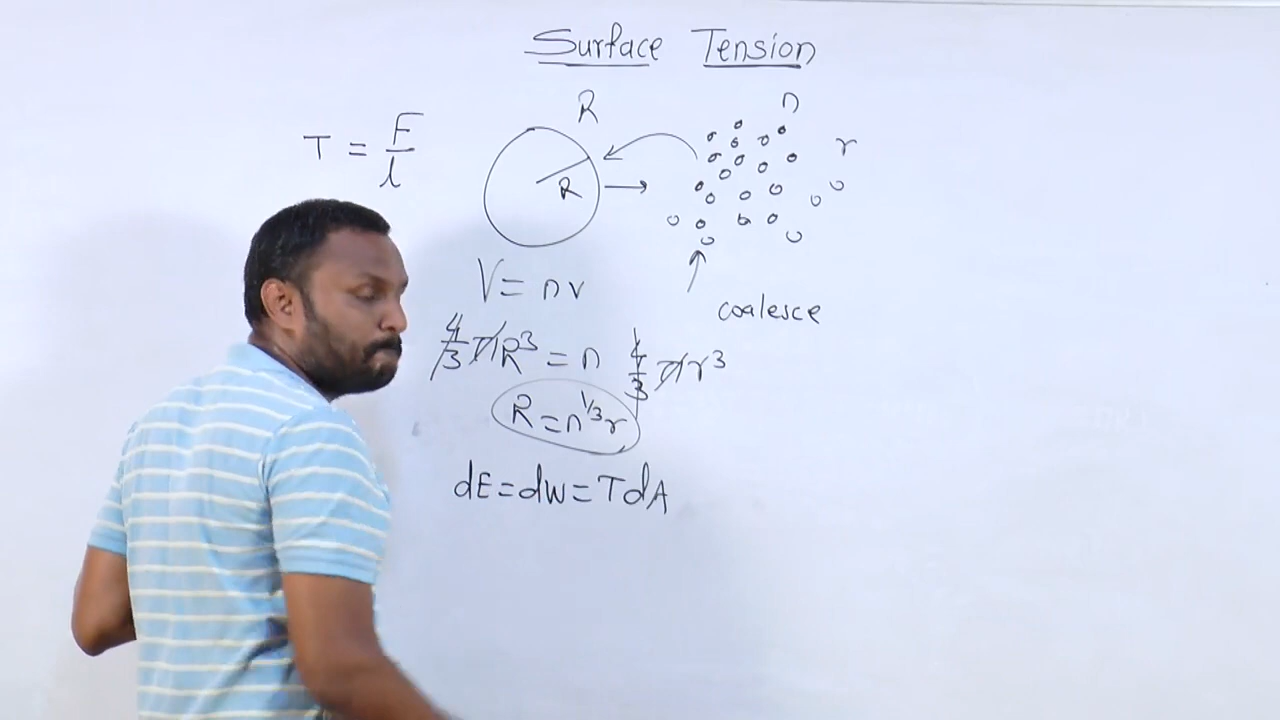 Surface Tension
T = F/l
R
R
n
r
V = nv
4/3 πR³ = n 4/3 πr³
coalesce
R = n^1/3 r
dE = dW = TdA